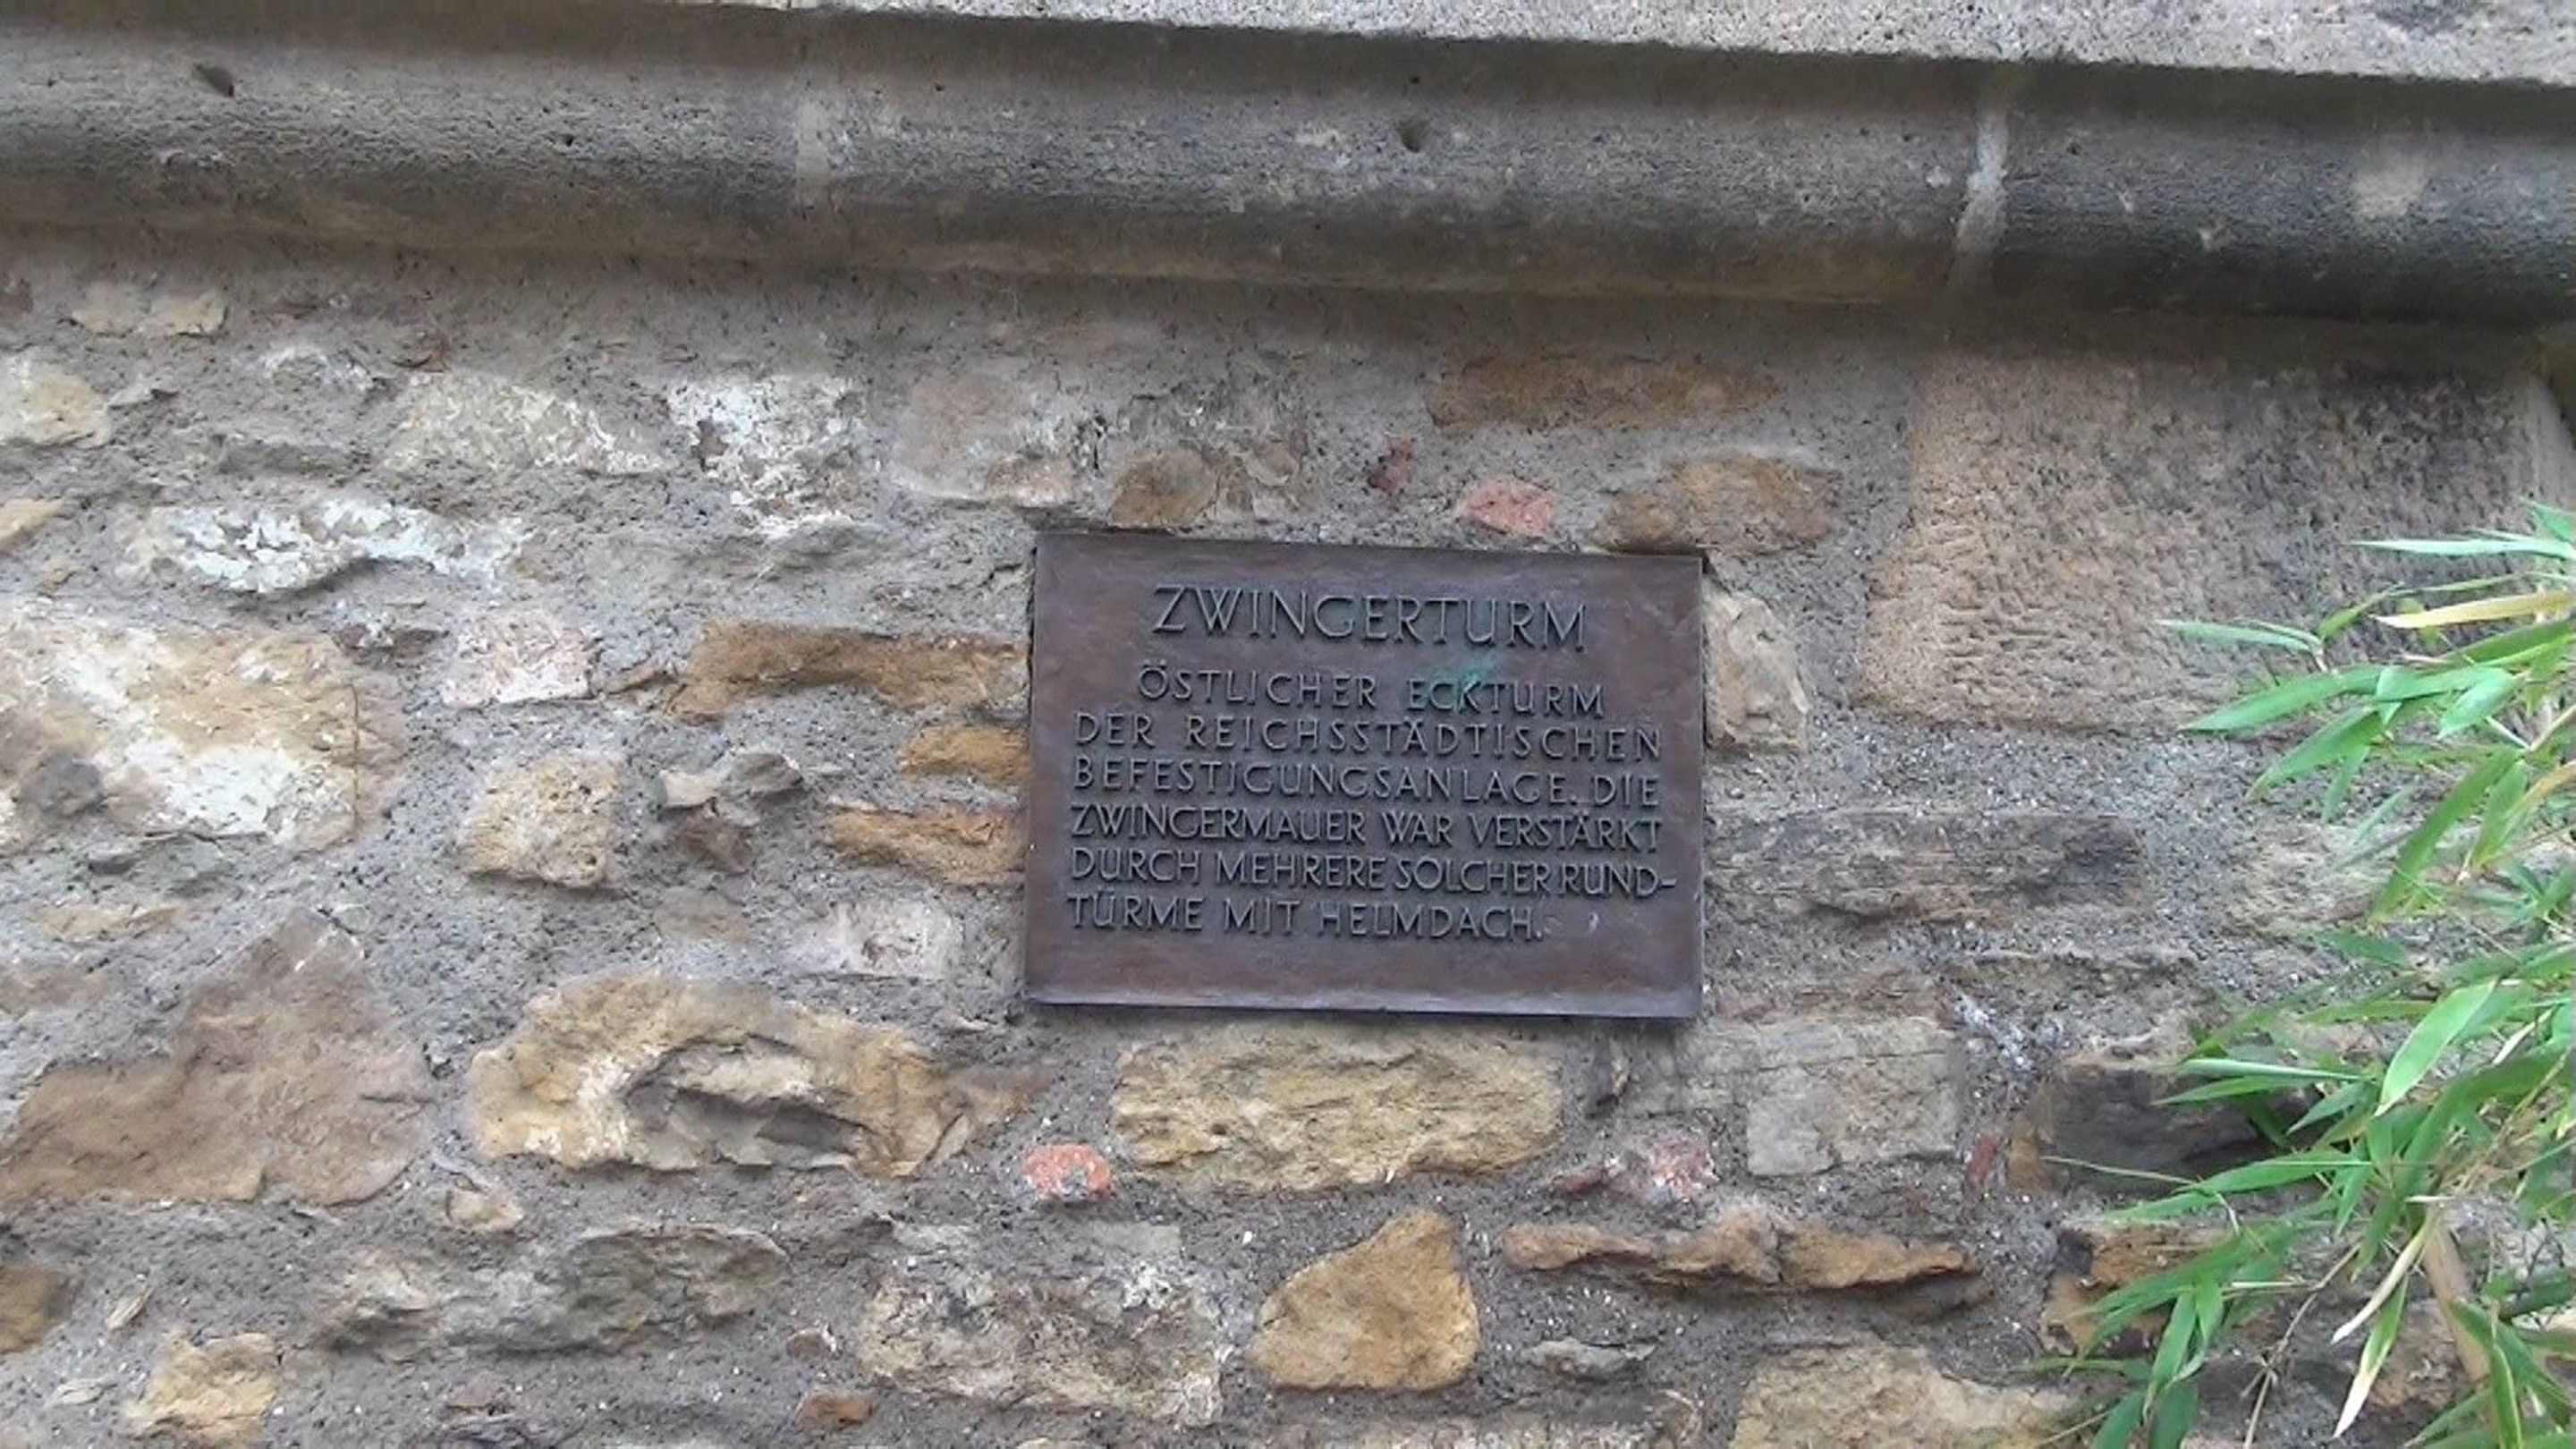 ZWINGERTURM
ÖSTLICHER ECKTURM
DER REICHSSTÄDTISCHEN
BEFESTIGUNGSANLAGE. DIE
ZWINGERMAUER WAR VERSTÄRKT
DURCH MEHRERE SOLCHER RUND-
TÜRME MIT HELMDACH.